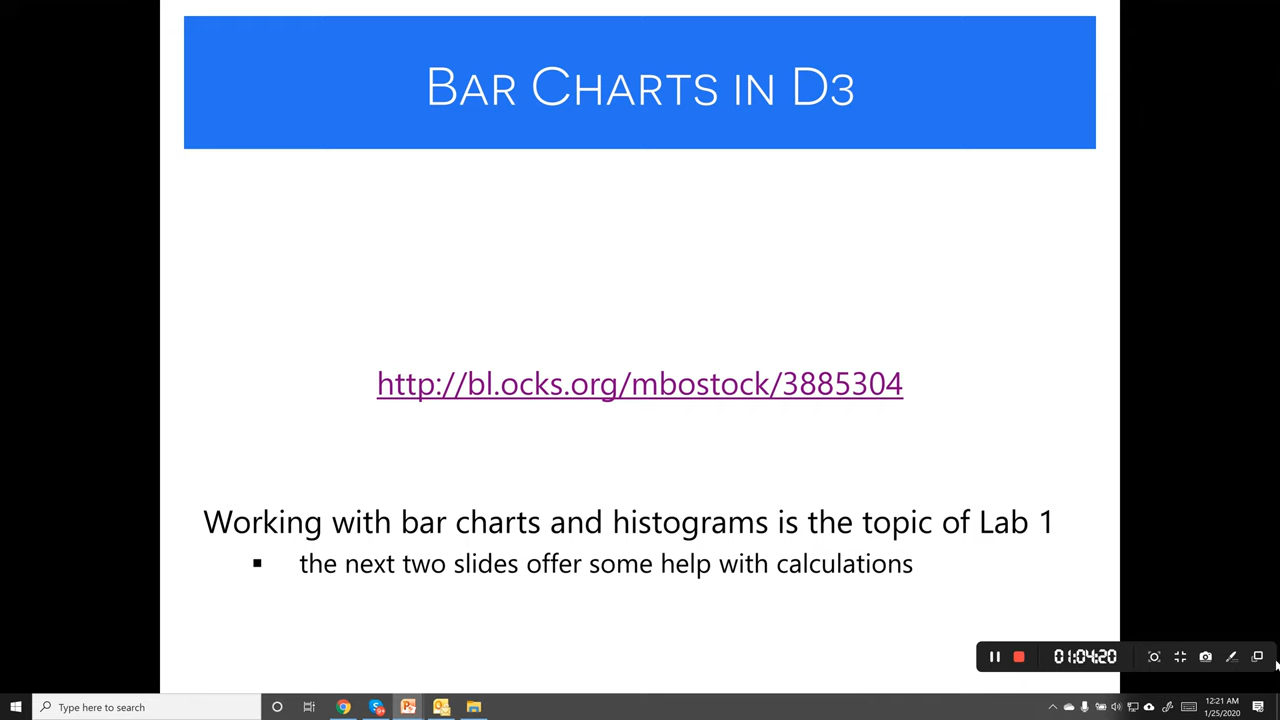 BAR CHARTS IN D3
http://bl.ocks.org/mbostock/3885304
Working with bar charts and histograms is the topic of Lab 1
▪ the next two slides offer some help with calculations
01:04:20
Type here to search
12:21 AM
1/25/2020